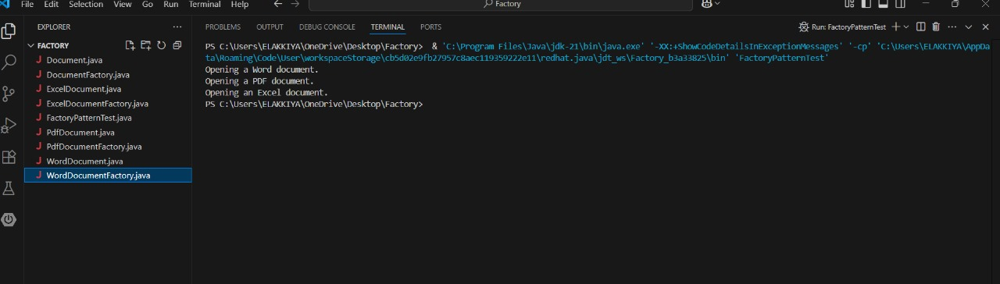 File Edit Selection View Go Run Terminal Help
Factory
EXPLORER
FACTORY
Document.java
DocumentFactory.java
ExcelDocument.java
ExcelDocumentFactory.java
FactoryPatternTest.java
PdfDocument.java
PdfDocumentFactory.java
WordDocument.java
WordDocumentFactory.java
PROBLEMS OUTPUT DEBUG CONSOLE TERMINAL PORTS
Run: FactoryPatternTest
PS C:\Users\ELAKKIYA\OneDrive\Desktop\Factory> & 'C:\Program Files\Java\jdk-21\bin\java.exe' '-XX:+ShowCodeDetailsInExceptionMessages' '-cp' 'C:\Users\ELAKKIYA\AppDa
ta\Roaming\Code\User\workspaceStorage\cb5d02e9fb27957c8aec119359222e11\redhat.java\jdt_ws\Factory_b3a33825\bin' 'FactoryPatternTest'
Opening a Word document.
Opening a PDF document.
Opening an Excel document.
PS C:\Users\ELAKKIYA\OneDrive\Desktop\Factory>